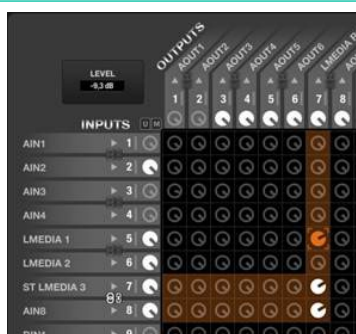 OUTPUTS
AOUT1
AOUT2
AOUT3
AOUT4
AOUT5
AOUT6
LMEDIA
LEVEL
-9,3 dB
1 2 3 4 5 6 7 8
INPUTS U M
AIN1 1
AIN2 2
AIN3 3
AIN4 4
LMEDIA 1 5
LMEDIA 2 6
ST LMEDIA 3 7
AIN8 8
9